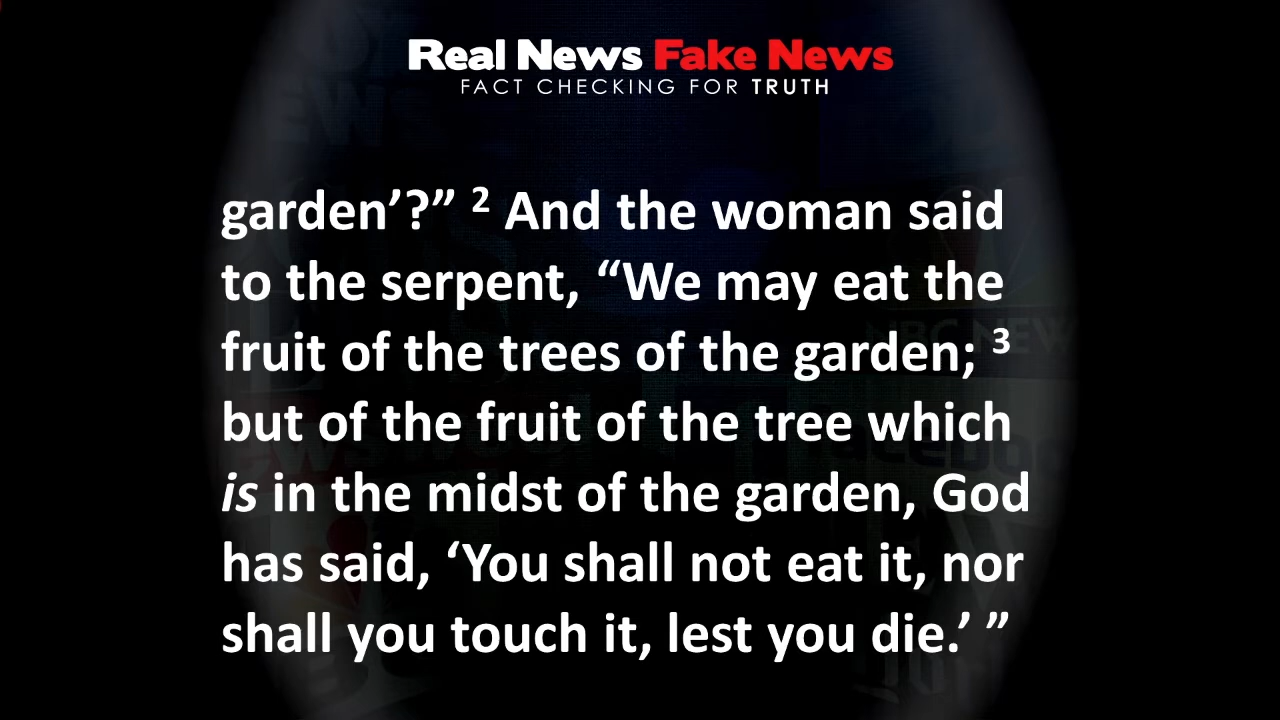 Real News Fake News
FACT CHECKING FOR TRUTH
garden’?” ² And the woman said
to the serpent, “We may eat the
fruit of the trees of the garden; ³
but of the fruit of the tree which
is in the midst of the garden, God
has said, ‘You shall not eat it, nor
shall you touch it, lest you die.’ ”
NBC NEWS